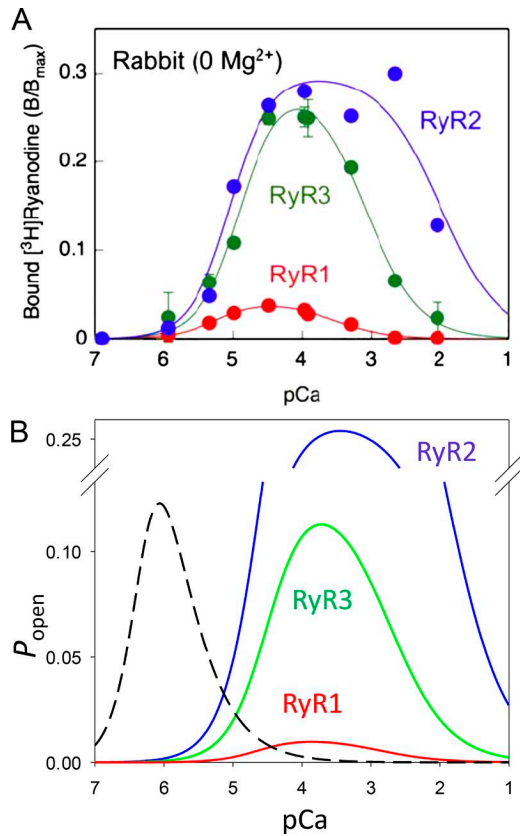 A
Rabbit (0 Mg²⁺)
Bound [³H]Ryanodine (B/Bmax)
0.3
0.2
0.1
0
RyR2
RyR3
RyR1
7 6 5 4 3 2 1
pCa
B
Popen
0.25
0.10
0.05
0.00
RyR2
RyR3
RyR1
7 6 5 4 3 2 1
pCa